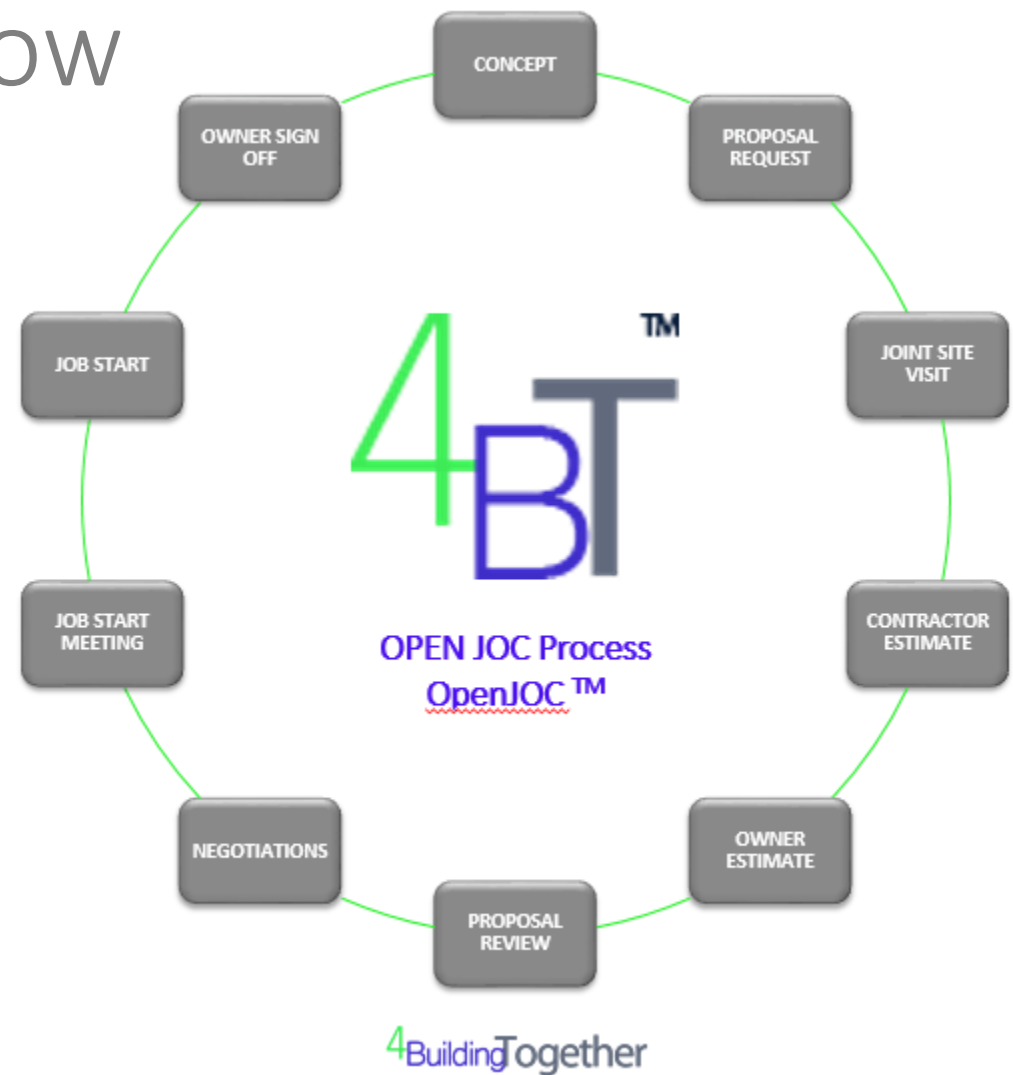 ow
CONCEPT
PROPOSAL
REQUEST
JOINT SITE
VISIT
CONTRACTOR
ESTIMATE
OWNER
ESTIMATE
PROPOSAL
REVIEW
NEGOTIATIONS
JOB START
MEETING
JOB START
OWNER SIGN
OFF
4BT TM
OPEN JOC Process
OpenJOC TM
4BuildingTogether